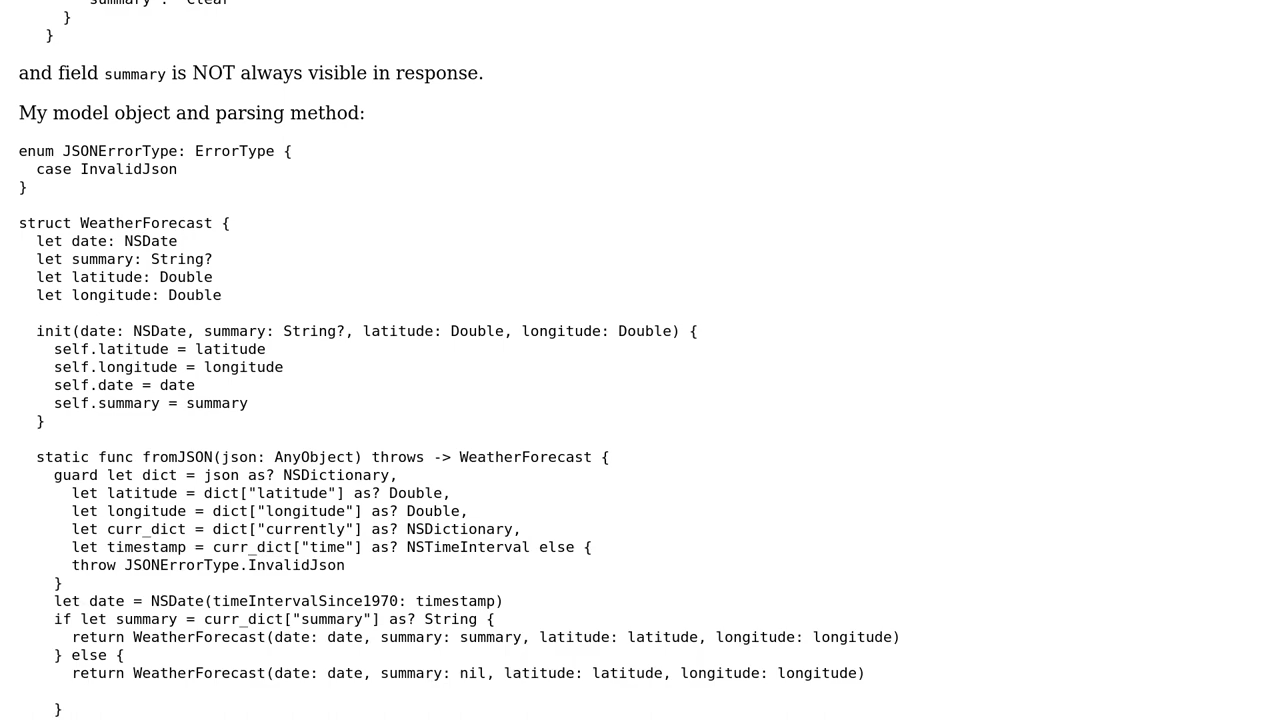 "summary": "Clear"
}
}
and field summary is NOT always visible in response.
My model object and parsing method:
enum JSONErrorType: ErrorType {
case InvalidJson
}
struct WeatherForecast {
let date: NSDate
let summary: String?
let latitude: Double
let longitude: Double
init(date: NSDate, summary: String?, latitude: Double, longitude: Double) {
self.latitude = latitude
self.longitude = longitude
self.date = date
self.summary = summary
}
static func fromJSON(json: AnyObject) throws -> WeatherForecast {
guard let dict = json as? NSDictionary,
let latitude = dict["latitude"] as? Double,
let longitude = dict["longitude"] as? Double,
let curr_dict = dict["currently"] as? NSDictionary,
let timestamp = curr_dict["time"] as? NSTimeInterval else {
throw JSONErrorType.InvalidJson
}
let date = NSDate(timeIntervalSince1970: timestamp)
if let summary = curr_dict["summary"] as? String {
return WeatherForecast(date: date, summary: summary, latitude: latitude, longitude: longitude)
} else {
return WeatherForecast(date: date, summary: nil, latitude: latitude, longitude: longitude)
}